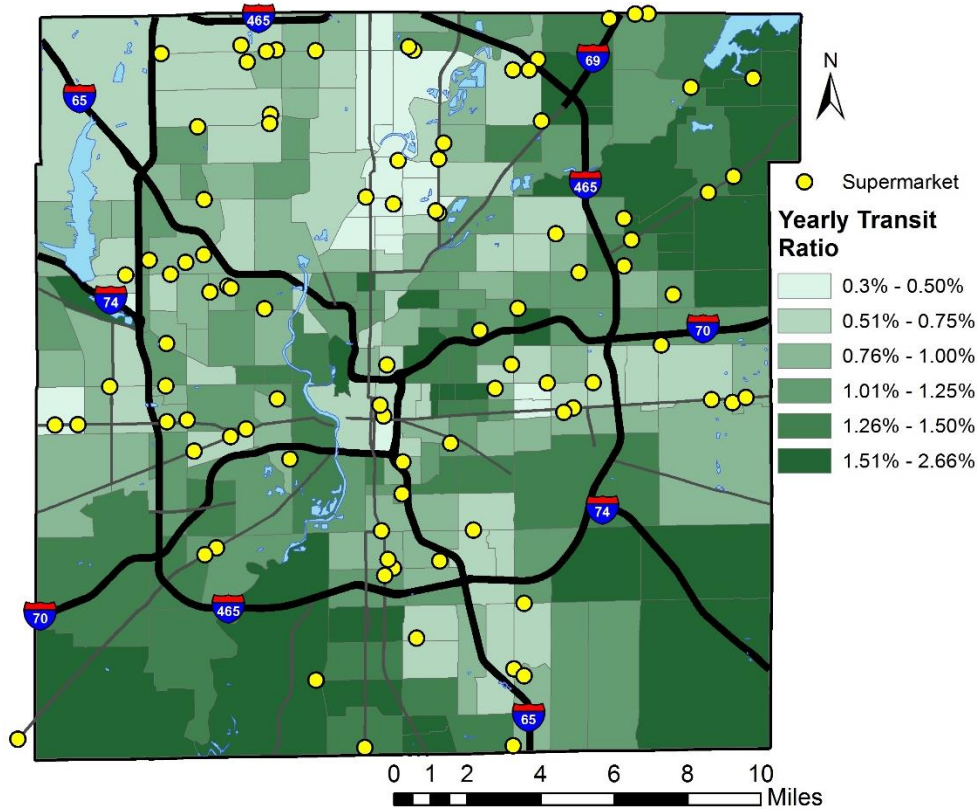 465
69
65
N
465
Supermarket
Yearly Transit
Ratio
0.3% - 0.50%
0.51% - 0.75%
0.76% - 1.00%
1.01% - 1.25%
1.26% - 1.50%
1.51% - 2.66%
74
70
74
70
465
65
0 1 2 4 6 8 10
Miles